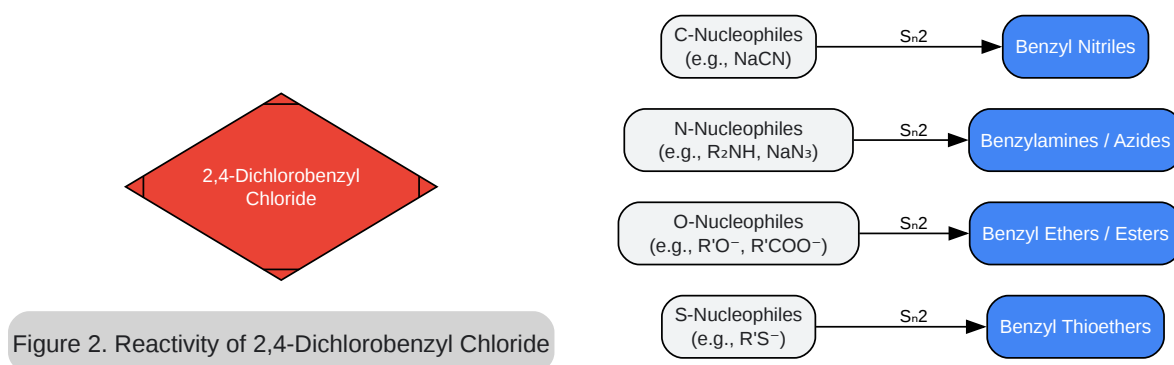 2,4-Dichlorobenzyl
Chloride
Figure 2. Reactivity of 2,4-Dichlorobenzyl Chloride
C-Nucleophiles
(e.g., NaCN)
Sₙ2
Benzyl Nitriles
N-Nucleophiles
(e.g., R₂NH, NaN₃)
Sₙ2
Benzylamines / Azides
O-Nucleophiles
(e.g., R'O⁻, R'COO⁻)
Sₙ2
Benzyl Ethers / Esters
S-Nucleophiles
(e.g., R'S⁻)
Sₙ2
Benzyl Thioethers